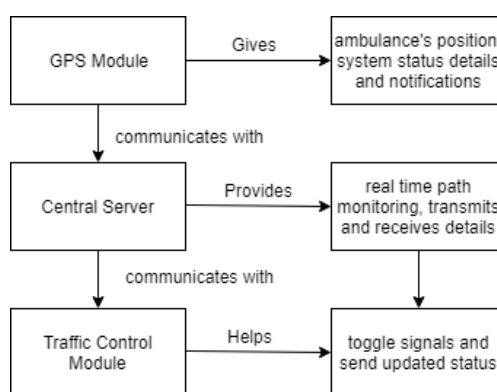 GPS Module
Gives
ambulance's position
system status details
and notifications
communicates with
Central Server
Provides
real time path
monitoring, transmits
and receives details
communicates with
Traffic Control
Module
Helps
toggle signals and
send updated status